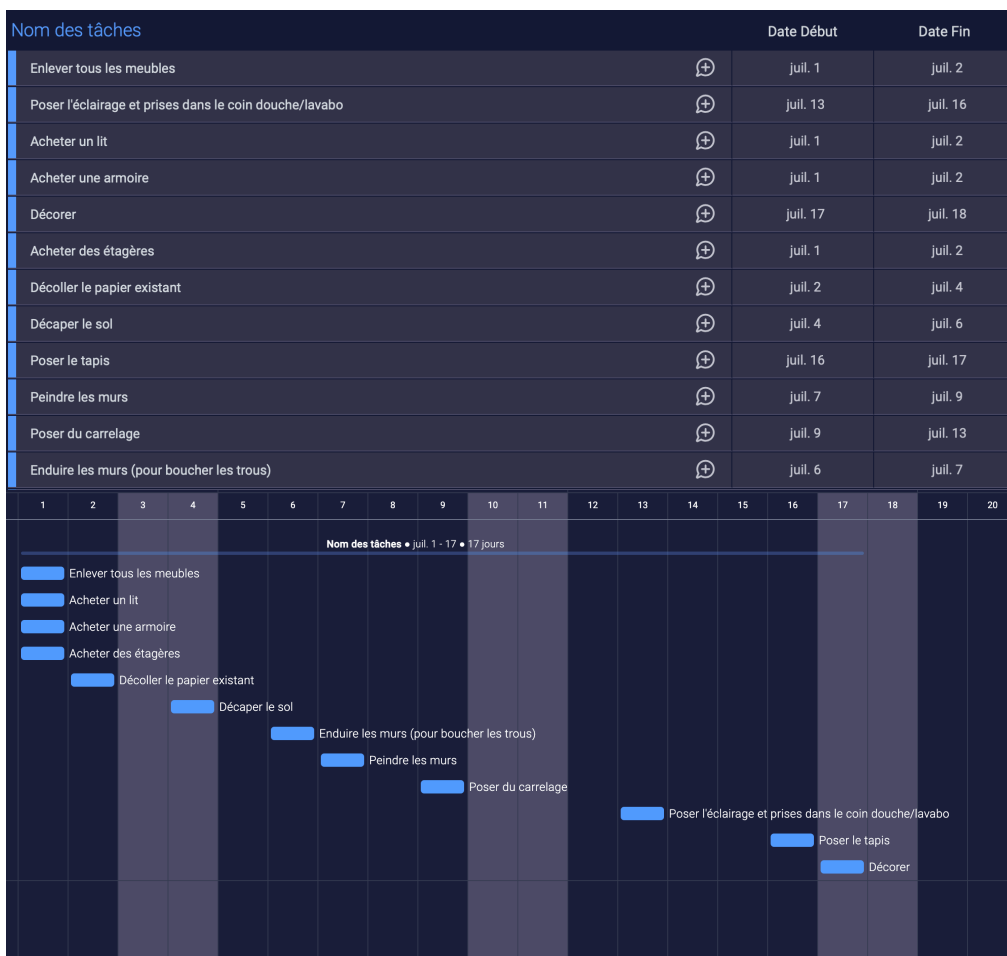 Nom des tâches Date Début Date Fin
Enlever tous les meubles juil. 1 juil. 2
Poser l'éclairage et prises dans le coin douche/lavabo juil. 13 juil. 16
Acheter un lit juil. 1 juil. 2
Acheter une armoire juil. 1 juil. 2
Décorer juil. 17 juil. 18
Acheter des étagères juil. 1 juil. 2
Décoller le papier existant juil. 2 juil. 4
Décaper le sol juil. 4 juil. 6
Poser le tapis juil. 16 juil. 17
Peindre les murs juil. 7 juil. 9
Poser du carrelage juil. 9 juil. 13
Enduire les murs (pour boucher les trous) juil. 6 juil. 7
1 2 3 4 5 6 7 8 9 10 11 12 13 14 15 16 17 18 19 20
Nom des tâches • juil. 1 - 17 • 17 jours
Enlever tous les meubles
Acheter un lit
Acheter une armoire
Acheter des étagères
Décoller le papier existant
Décaper le sol
Enduire les murs (pour boucher les trous)
Peindre les murs
Poser du carrelage
Poser l'éclairage et prises dans le coin douche/lavabo
Poser le tapis
Décorer